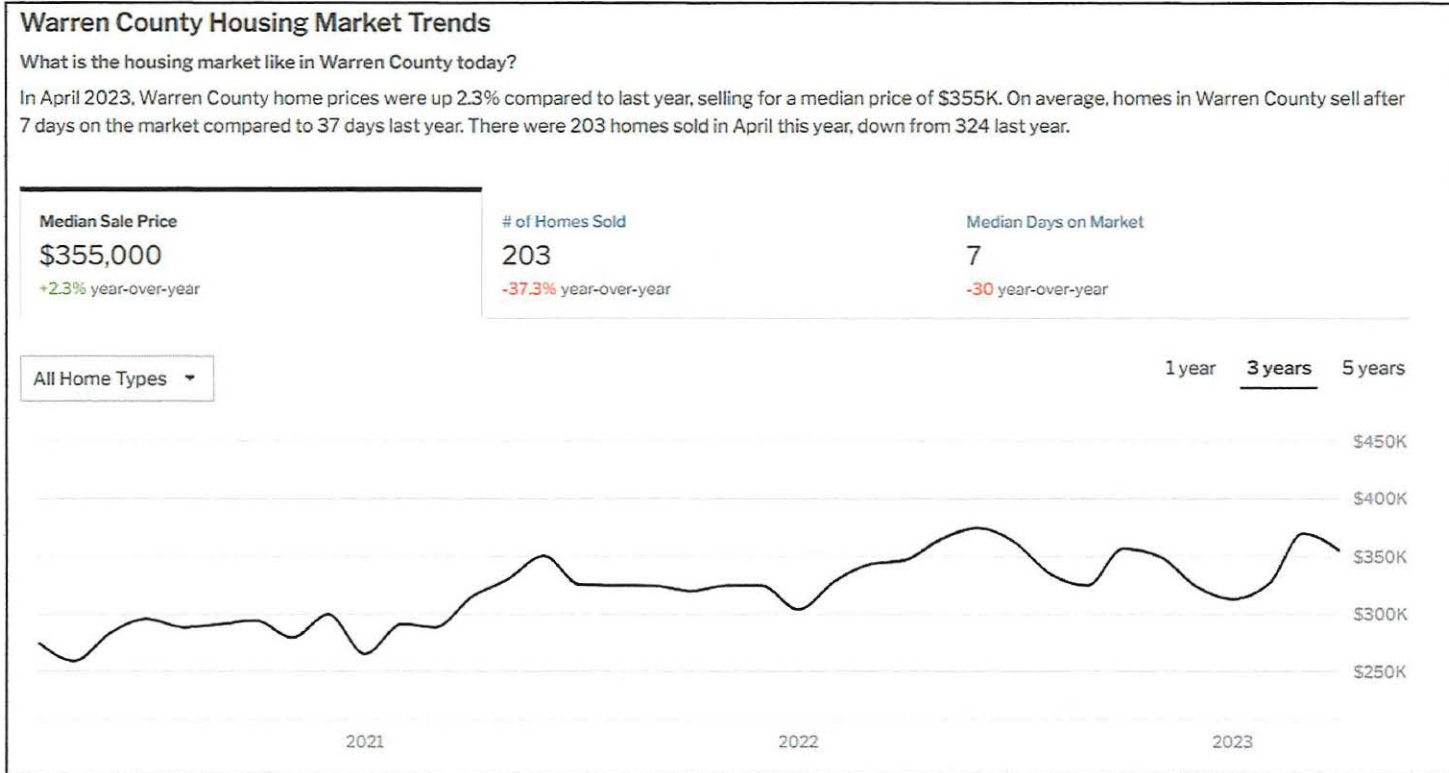 Warren County Housing Market Trends
What is the housing market like in Warren County today?
In April 2023, Warren County home prices were up 2.3% compared to last year, selling for a median price of $355K. On average, homes in Warren County sell after
7 days on the market compared to 37 days last year. There were 203 homes sold in April this year, down from 324 last year.
Median Sale Price
$355,000
+2.3% year-over-year
# of Homes Sold
203
-37.3% year-over-year
Median Days on Market
7
-30 year-over-year
All Home Types
1 year 3 years 5 years
$450K
$400K
$350K
$300K
$250K
2021 2022 2023